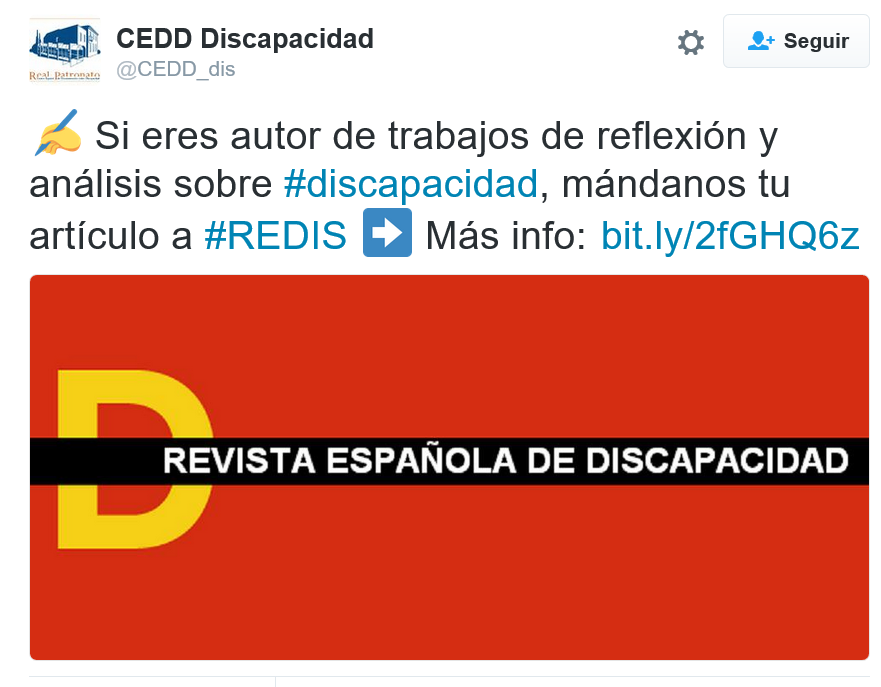 CEDD Discapacidad
@CEDD_dis
Seguir
Real Patronato
✍ Si eres autor de trabajos de reflexión y
análisis sobre #discapacidad, mándanos tu
artículo a #REDIS ➡ Más info: bit.ly/2fGHQ6z
D
REVISTA ESPAÑOLA DE DISCAPACIDAD